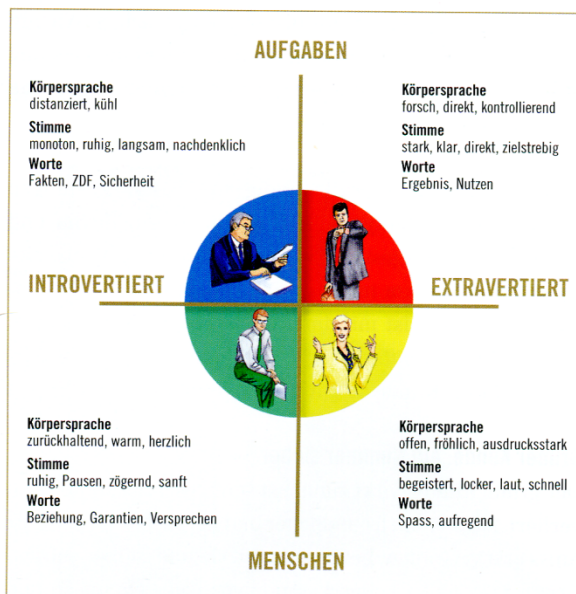 AUFGABEN
Körpersprache
distanziert, kühl
Stimme
monoton, ruhig, langsam, nachdenklich
Worte
Fakten, ZDF, Sicherheit
Körpersprache
forsch, direkt, kontrollierend
Stimme
stark, klar, direkt, zielstrebig
Worte
Ergebnis, Nutzen
INTROVERTIERT
EXTRAVERTIERT
Körpersprache
zurückhaltend, warm, herzlich
Stimme
ruhig, Pausen, zögernd, sanft
Worte
Beziehung, Garantien, Versprechen
Körpersprache
offen, fröhlich, ausdrucksstark
Stimme
begeistert, locker, laut, schnell
Worte
Spass, aufregend
MENSCHEN